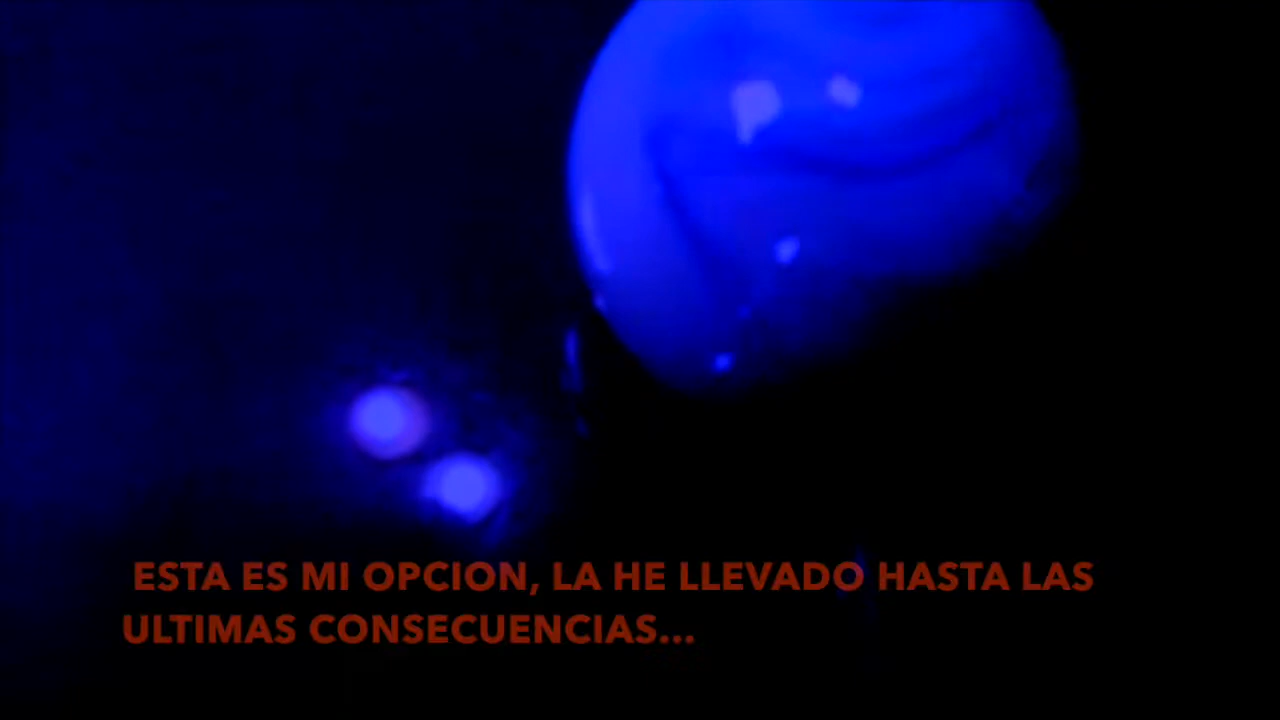 ESTA ES MI OPCION, LA HE LLEVADO HASTA LAS
ULTIMAS CONSECUENCIAS...